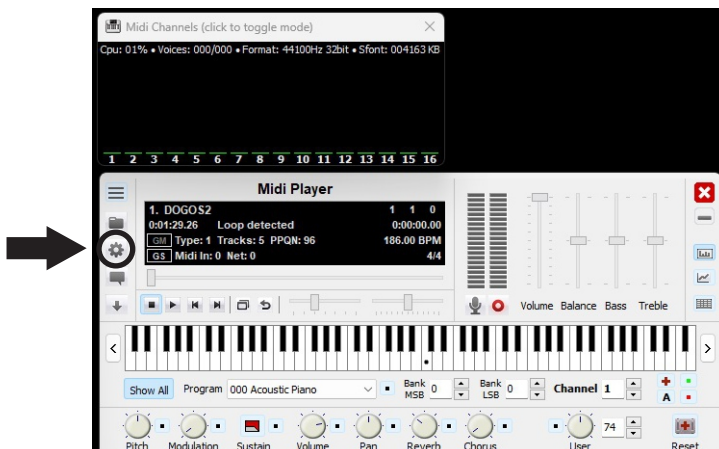 Midi Channels (click to toggle mode)
Cpu: 01% • Voices: 000/000 • Format: 44100Hz 32bit • Sfont: 004163 KB
1 2 3 4 5 6 7 8 9 10 11 12 13 14 15 16
Midi Player
1. DOGOS2 1 1 0
0:01:29.26 Loop detected 0:00:00.00
GM Type: 1 Tracks: 5 PPQN: 96 186.00 BPM
GS Midi In: 0 Net: 0 4/4
Volume Balance Bass Treble
Show All Program 000 Acoustic Piano Bank MSB 0 Bank LSB 0 Channel 1 A
74
Pitch Modulation Sustain Volume Pan Reverb Chorus User Reset